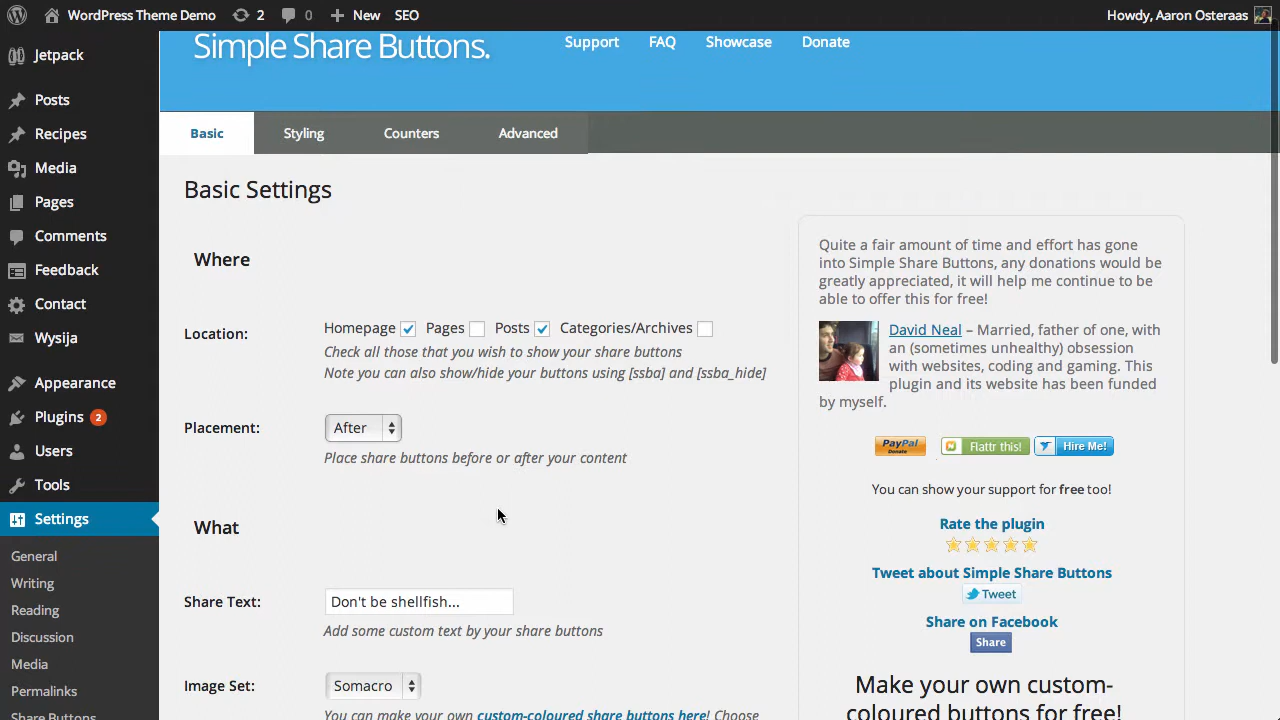 WordPress Theme Demo 2 0 + New SEO Howdy, Aaron Osteraas
Jetpack
Posts
Recipes
Media
Pages
Comments
Feedback
Contact
Wysija
Appearance
Plugins 2
Users
Tools
Settings
General
Writing
Reading
Discussion
Media
Permalinks
Share Buttons
Simple Share Buttons.
Support FAQ Showcase Donate
Basic Styling Counters Advanced
Basic Settings
Where
Location: Homepage Pages Posts Categories/Archives
Check all those that you wish to show your share buttons
Note you can also show/hide your buttons using [ssba] and [ssba_hide]
Placement: After
Place share buttons before or after your content
What
Share Text: Don't be shellfish...
Add some custom text by your share buttons
Image Set: Somacro
You can make your own custom-coloured share buttons here! Choose
Quite a fair amount of time and effort has gone
into Simple Share Buttons, any donations would be
greatly appreciated, it will help me continue to be
able to offer this for free!
David Neal – Married, father of one, with
an (sometimes unhealthy) obsession
with websites, coding and gaming. This
plugin and its website has been funded
by myself.
PayPal Donate Flattr this! Hire Me!
You can show your support for free too!
Rate the plugin
Tweet about Simple Share Buttons
Tweet
Share on Facebook
Share
Make your own custom-
coloured buttons for free!